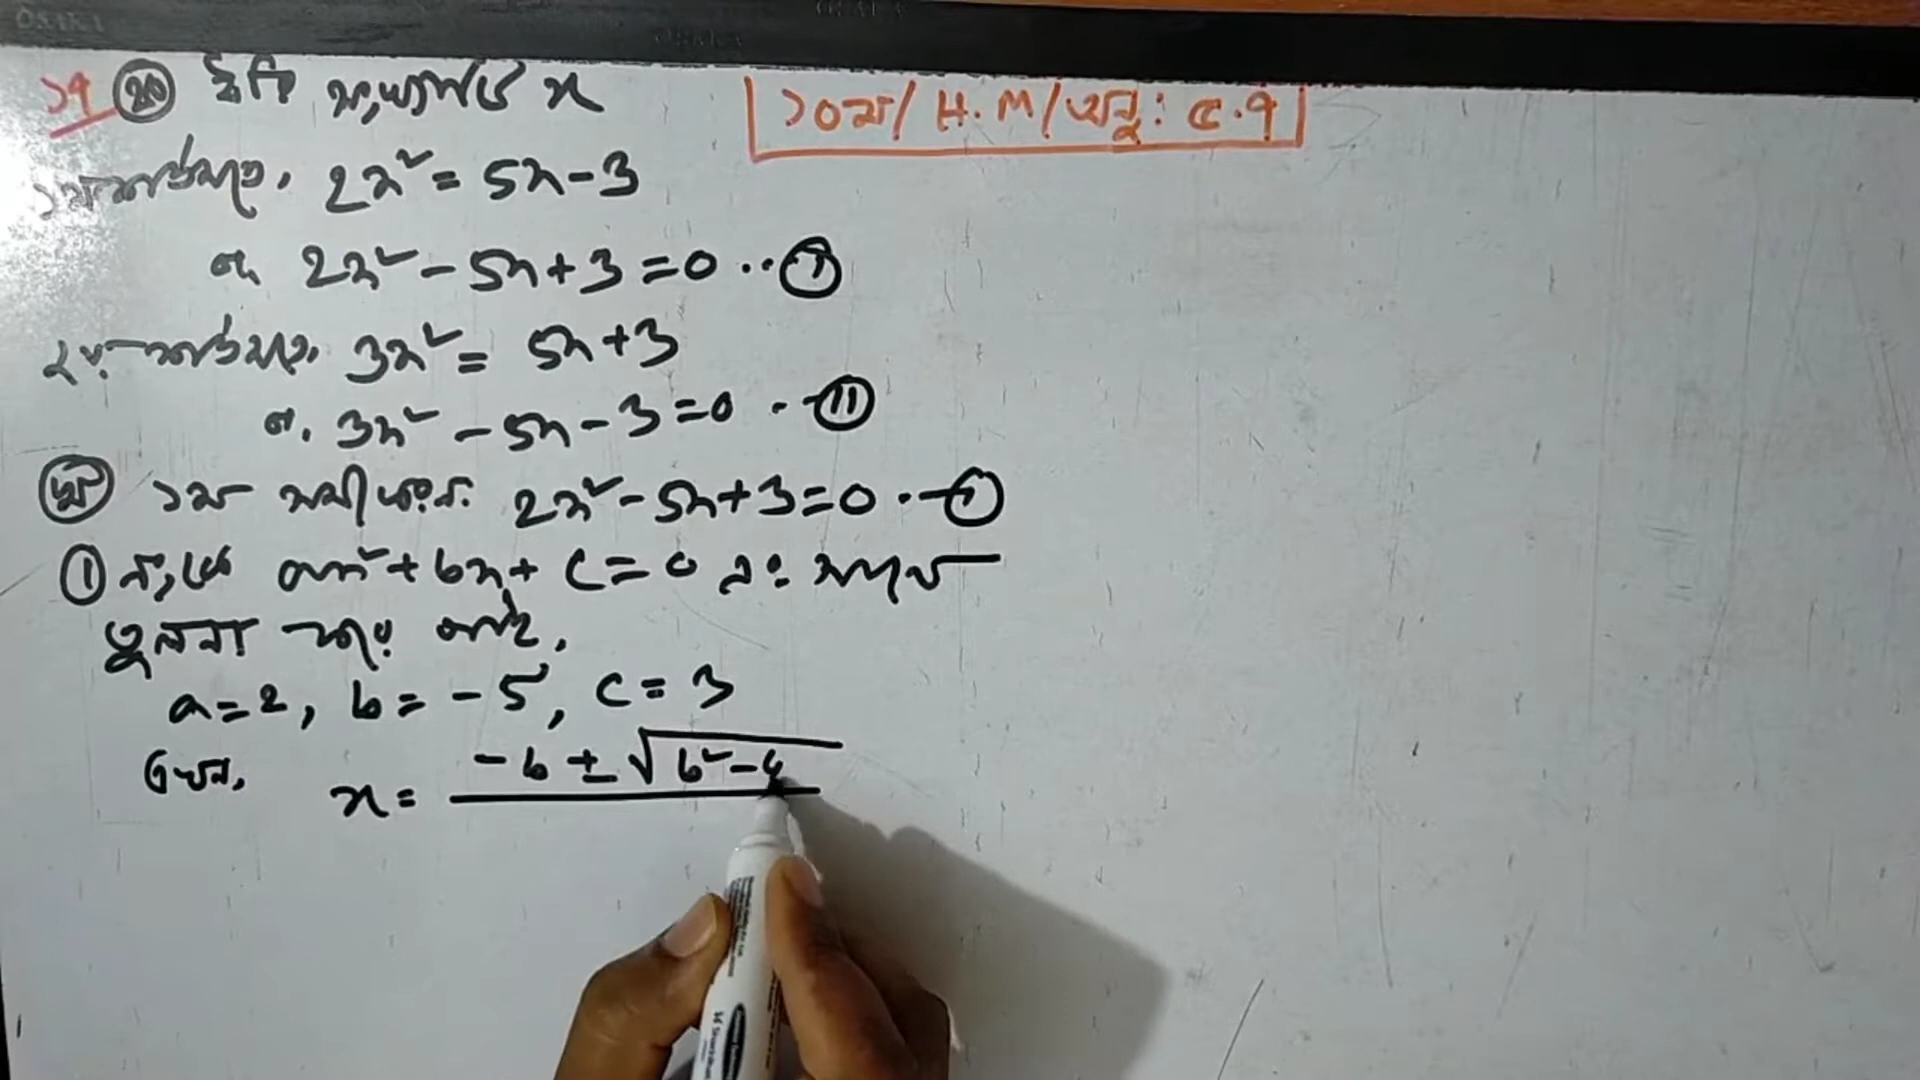 ১৭ (ক) ধরি সংখ্যাটি x
১০ম / H.M / অনু: ৫.৭
১ম শর্তমতে, 2x² = 5x - 3
বা, 2x² - 5x + 3 = 0 ... (i)
২য় শর্তমতে, 3x² = 5x + 3
বা, 3x² - 5x - 3 = 0 ... (ii)
(খ) ১ম সমীকরণ, 2x² - 5x + 3 = 0 ... (i)
(i) নং কে ax² + bx + c = 0 এর সাথে
তুলনা করে পাই,
a = 2, b = -5, c = 3
এখন, x = -b ± √b² - 4